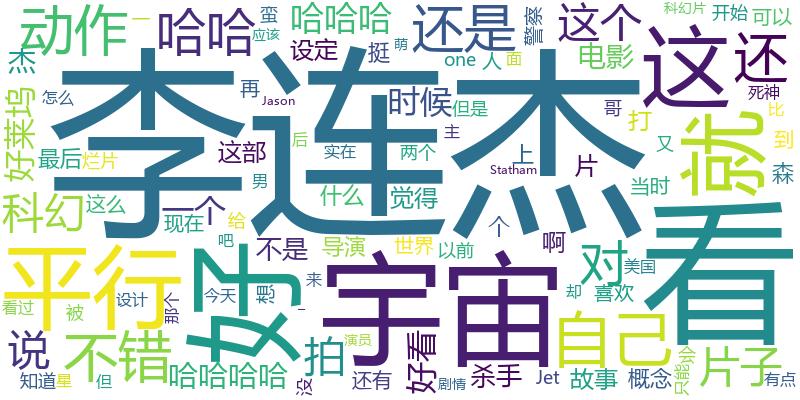 动作
一
蛮
应该
哈哈
哈哈哈
设定
挺
萌
还是
one
人
警察
面
这个
电影
科幻片
开始
可以
这
还
死神
杰
好莱坞
怎么
李连杰
再
Jason
时候
但是
主
哥
打
比
到
就
最后
烂片
这部
后
实在
两个
上
Statham
片
又
森
男
什么
觉得
当时
科幻
这么
一个
现在
给
个
看
平行
吧
好
不是
导演
世界
以前
啊
对
美国
来
宇宙
却
喜欢
看过
设计
被
那个
今天
想
自己
说
不错
拍
演员
好看
只能
会
片子
知道
星
但
哈哈哈哈
没
还有
剧情
杀手
Jet
故事
概念
有点